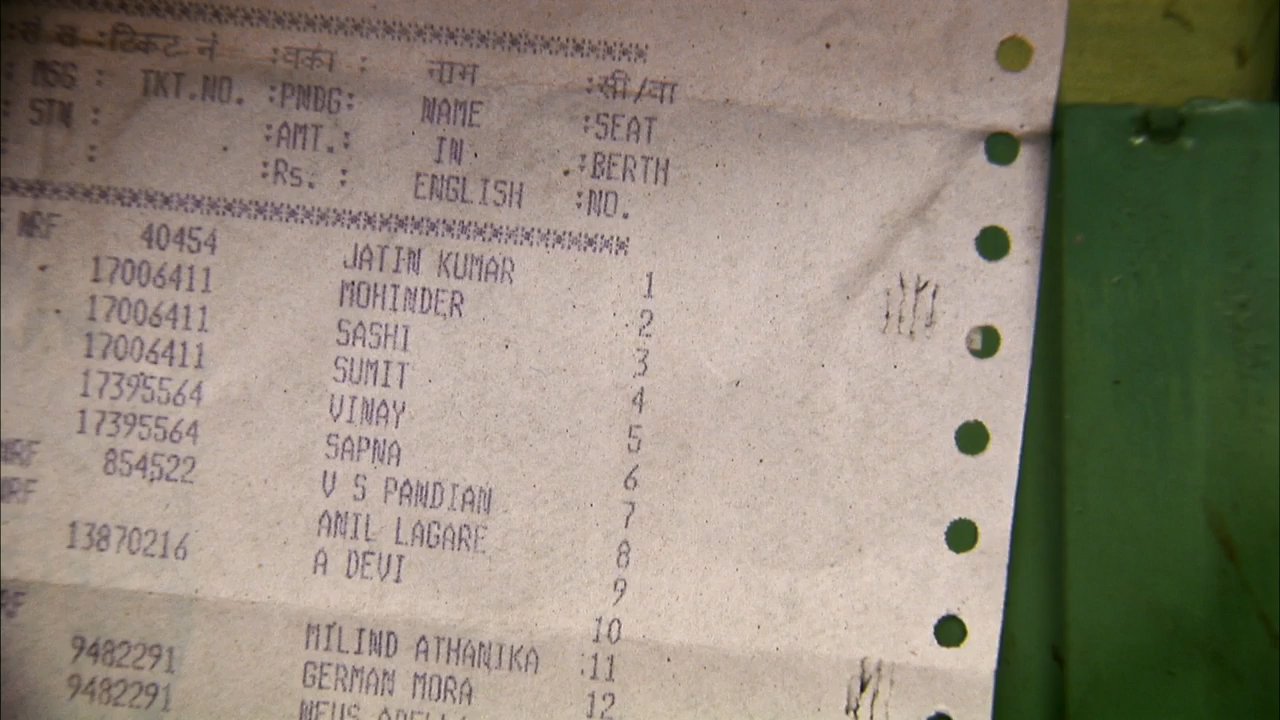 :टिकट नं :वका : नाम :सी/बा
: MSG : TKT.NO. :PNDG: NAME :SEAT
: STN : . :AMT.: IN :BERTH
: :Rs. : ENGLISH :NO.
NRF 40454 JATIN KUMAR 1
17006411 MOHINDER 2
17006411 SASHI 3
17006411 SUMIT 4
17395564 VINAY 5
17395564 SAPNA 6
NRF 854522 V S PANDIAN 7
NRF ANIL LAGARE 8
13870216 A DEVI 9
10
MILIND ATHANIKA 11
9482291 GERMAN MORA 12
9482291